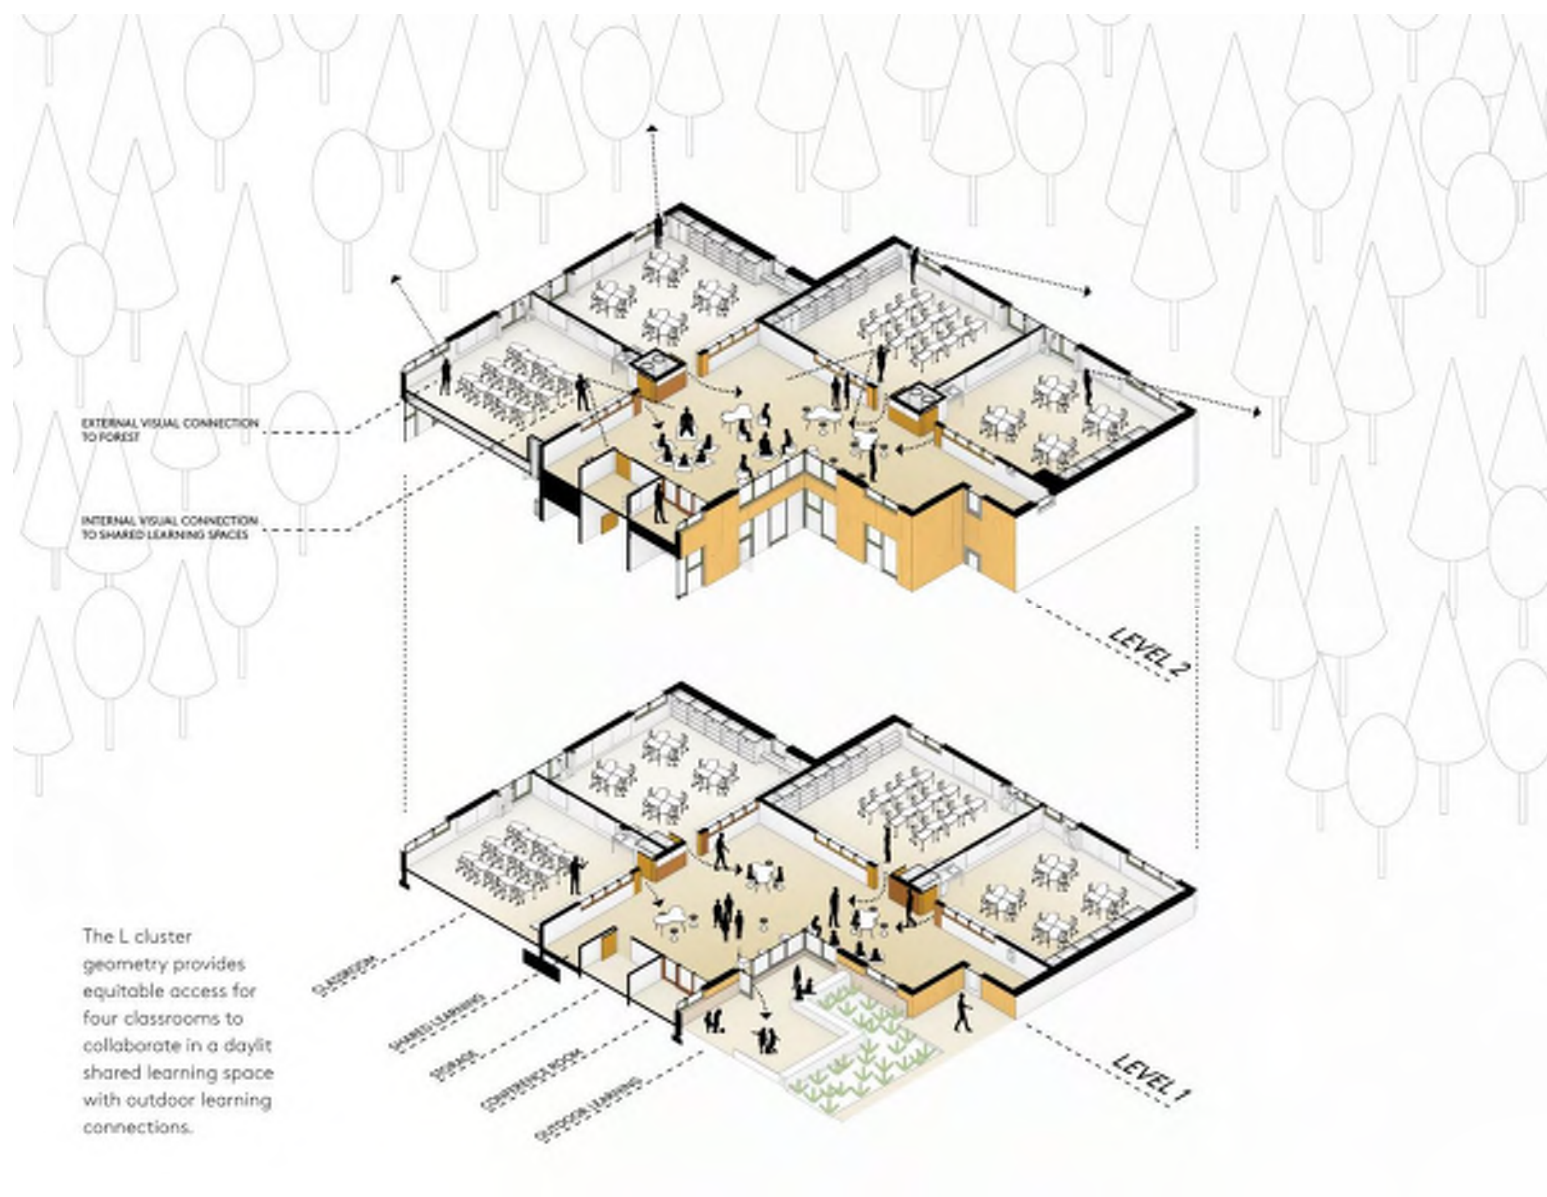 EXTERNAL VISUAL CONNECTION
TO FOREST
INTERNAL VISUAL CONNECTION
TO SHARED LEARNING SPACES
LEVEL 2
The L cluster
geometry provides
equitable access for
four classrooms to
collaborate in a daylit
shared learning space
with outdoor learning
connections.
CLASSROOM
SHARED LEARNING
STORAGE
CONFERENCE ROOM
OUTDOOR LEARNING
LEVEL 1